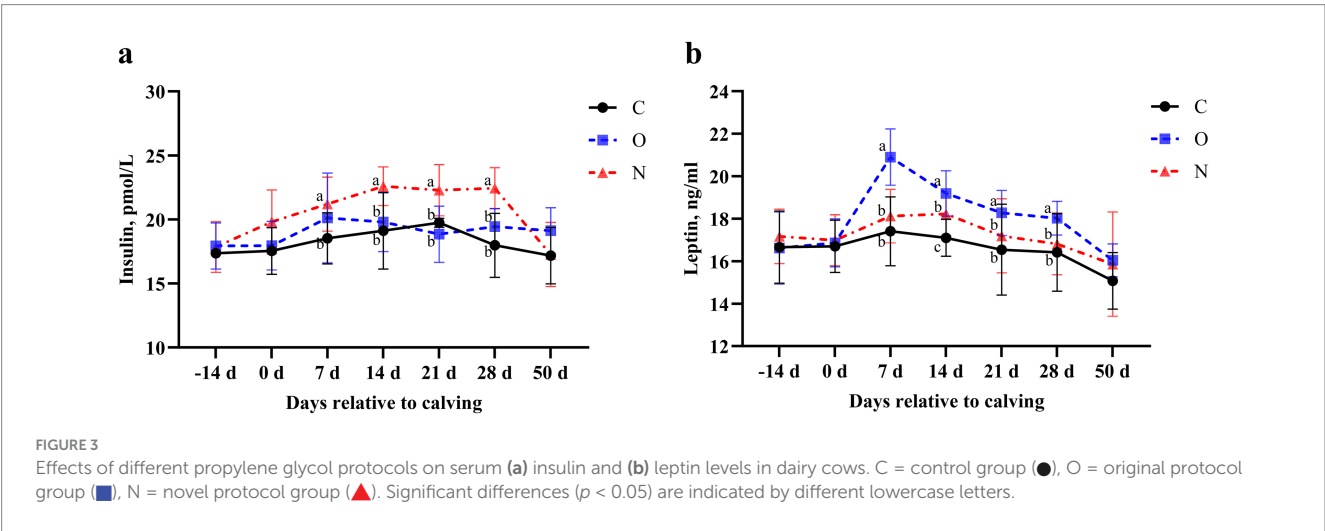 a
30
25
20
15
10
Insulin, pmol/L
a
b
a
b
b
a
b
b
a
b
-14 d 0 d 7 d 14 d 21 d 28 d 50 d
Days relative to calving
C
O
N
b
24
22
20
18
16
14
12
Leptin, ng/ml
a
b
b
a
b
c
a
b
b
a
b
b
-14 d 0 d 7 d 14 d 21 d 28 d 50 d
Days relative to calving
C
O
N
FIGURE 3
Effects of different propylene glycol protocols on serum (a) insulin and (b) leptin levels in dairy cows. C = control group (●), O = original protocol
group (■), N = novel protocol group (▲). Significant differences (p < 0.05) are indicated by different lowercase letters.